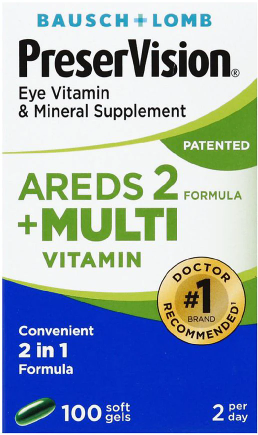 BAUSCH + LOMB
PreserVision®
Eye Vitamin
& Mineral Supplement
PATENTED
AREDS 2 FORMULA
+MULTI
VITAMIN
DOCTOR
#1
BRAND
RECOMMENDED†
Convenient
2 in 1
Formula
100 soft gels
2 per day